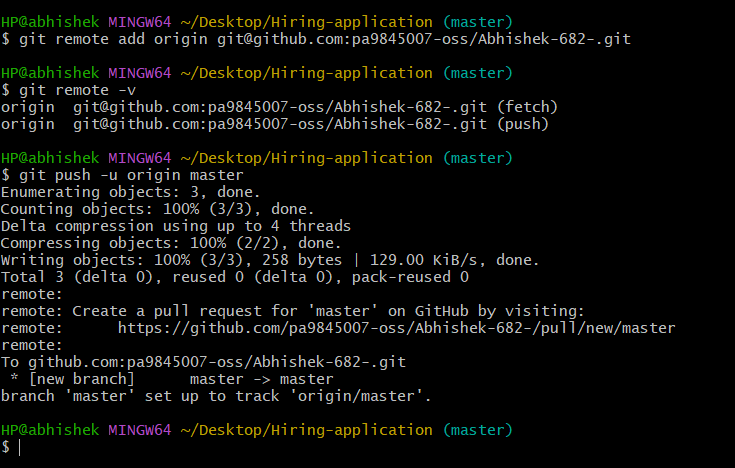 HP@abhishek MINGW64 ~/Desktop/Hiring-application (master)
$ git remote add origin git@github.com:pa9845007-oss/Abhishek-682-.git
HP@abhishek MINGW64 ~/Desktop/Hiring-application (master)
$ git remote -v
origin  git@github.com:pa9845007-oss/Abhishek-682-.git (fetch)
origin  git@github.com:pa9845007-oss/Abhishek-682-.git (push)
HP@abhishek MINGW64 ~/Desktop/Hiring-application (master)
$ git push -u origin master
Enumerating objects: 3, done.
Counting objects: 100% (3/3), done.
Delta compression using up to 4 threads
Compressing objects: 100% (2/2), done.
Writing objects: 100% (3/3), 258 bytes | 129.00 KiB/s, done.
Total 3 (delta 0), reused 0 (delta 0), pack-reused 0
remote:
remote: Create a pull request for 'master' on GitHub by visiting:
remote:      https://github.com/pa9845007-oss/Abhishek-682-/pull/new/master
remote:
To github.com:pa9845007-oss/Abhishek-682-.git
 * [new branch]      master -> master
branch 'master' set up to track 'origin/master'.
HP@abhishek MINGW64 ~/Desktop/Hiring-application (master)
$